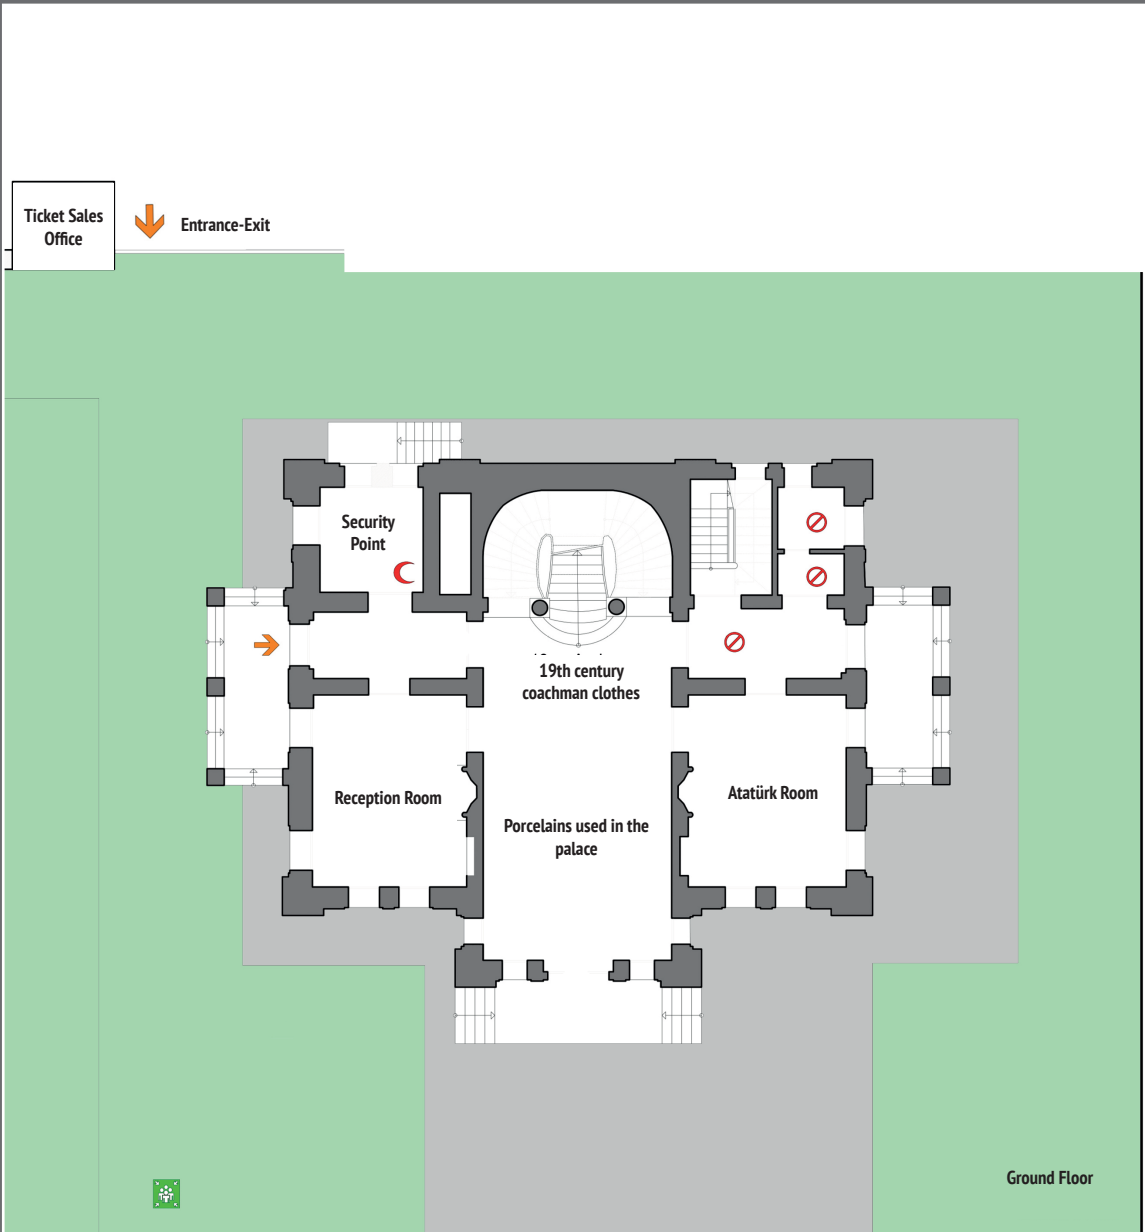 Ticket Sales
Office
Entrance-Exit
Security
Point
19th century
coachman clothes
Reception Room
Atatürk Room
Porcelains used in the
palace
Ground Floor